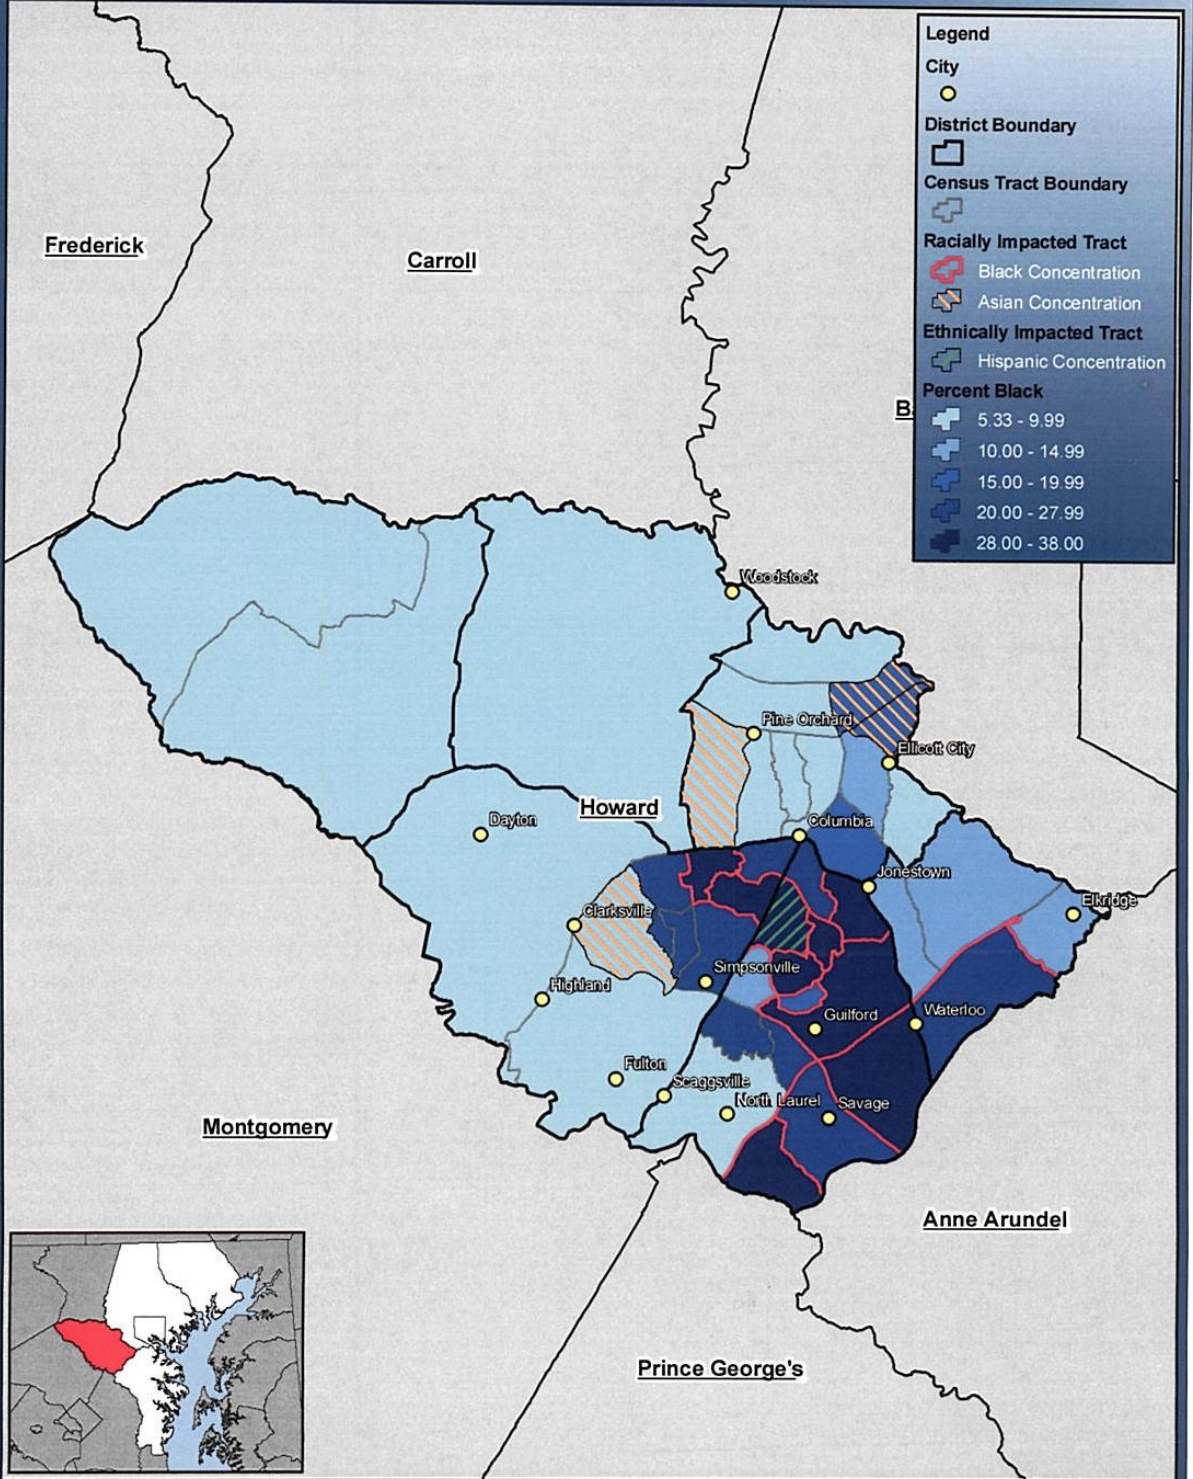 Legend
City
District Boundary
Census Tract Boundary
Racially Impacted Tract
Black Concentration
Asian Concentration
Ethnically Impacted Tract
Hispanic Concentration
Percent Black
5.33 - 9.99
10.00 - 14.99
15.00 - 19.99
20.00 - 27.99
28.00 - 38.00
Frederick
Carroll
Woodstock
Pine Orchard
Ellicott City
Howard
Dayton
Columbia
Jonestown
Elkridge
Clarksville
Simpsonville
Highland
Guilford
Waterloo
Fulton
Scaggsville
North Laurel
Savage
Montgomery
Anne Arundel
Prince George's